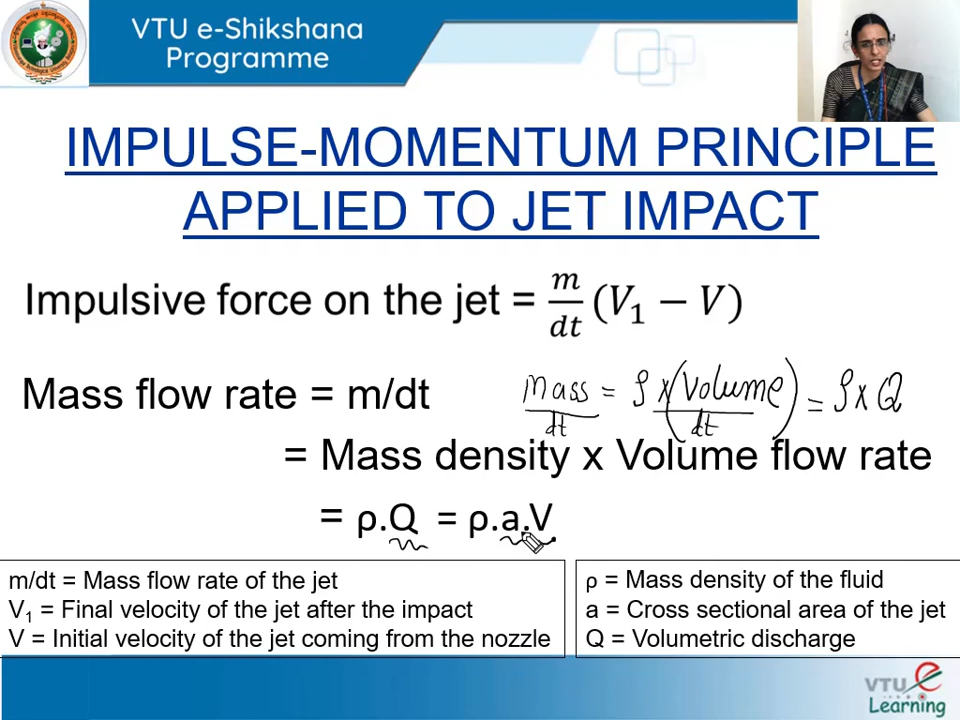 VTU e-Shikshana
Programme
IMPULSE-MOMENTUM PRINCIPLE
APPLIED TO JET IMPACT
Impulsive force on the jet = m/dt (V₁ − V)
Mass flow rate = m/dt
mass/dt = ρ x (Volume/dt) = ρ x Q
= Mass density x Volume flow rate
= ρ.Q = ρ.a.V
m/dt = Mass flow rate of the jet
V₁ = Final velocity of the jet after the impact
V = Initial velocity of the jet coming from the nozzle
ρ = Mass density of the fluid
a = Cross sectional area of the jet
Q = Volumetric discharge
VTU e
Learning